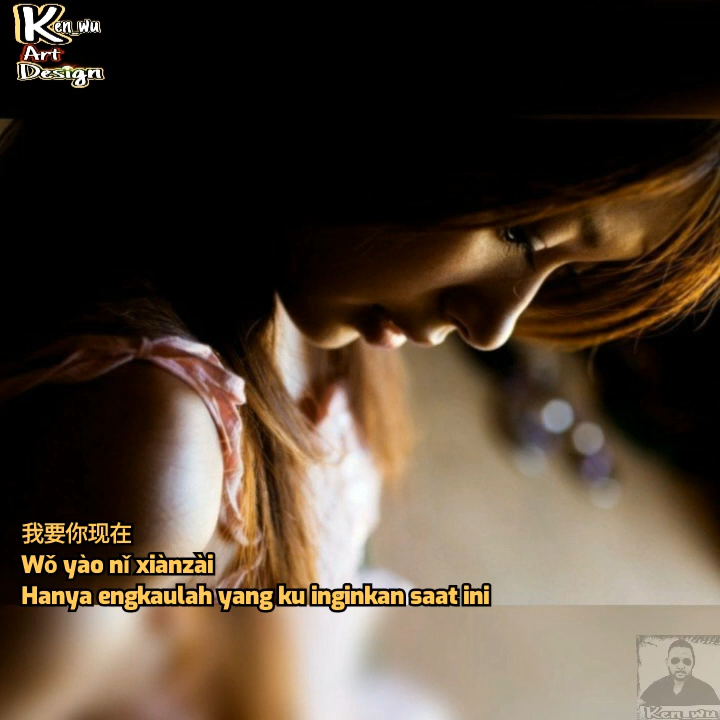 Ken_wu
Art
Design
我要你现在
Wǒ yào nǐ xiànzài
Hanya engkaulah yang ku inginkan saat ini
Ken_wu